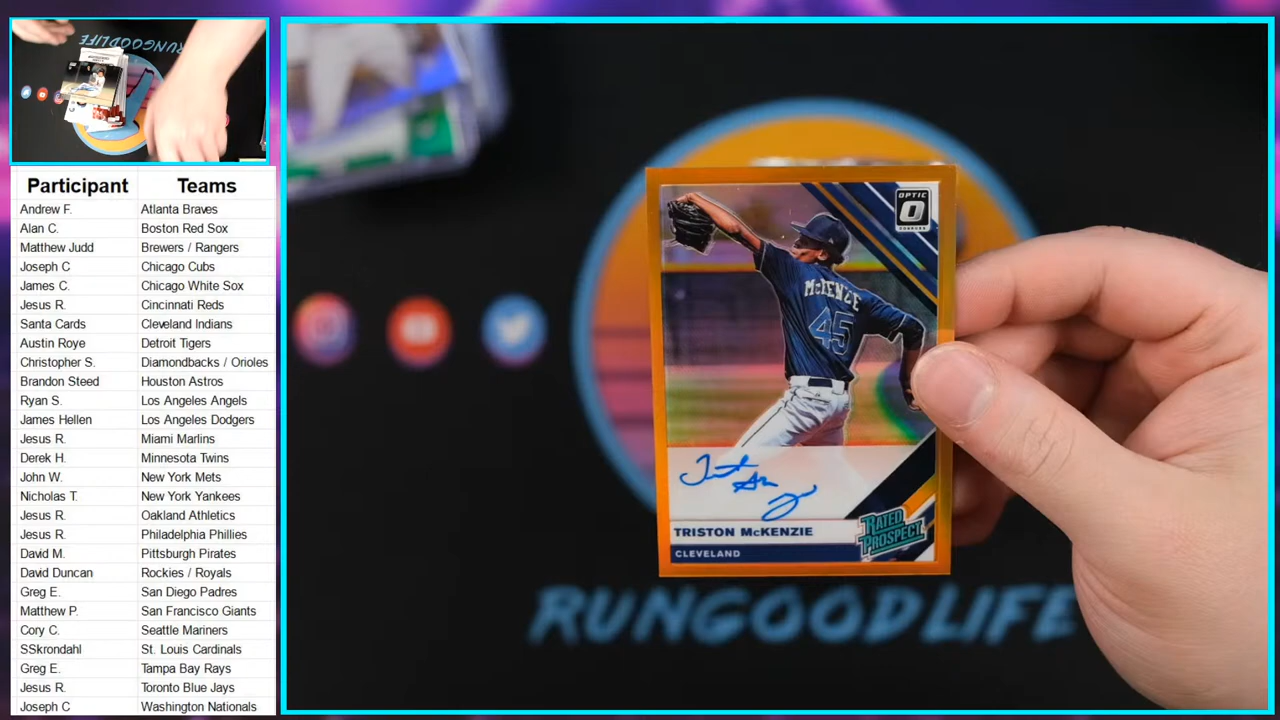 RUNGOODLIFE
Participant Teams
Andrew F. Atlanta Braves
Alan C. Boston Red Sox
Matthew Judd Brewers / Rangers
Joseph C Chicago Cubs
James C. Chicago White Sox
Jesus R. Cincinnati Reds
Santa Cards Cleveland Indians
Austin Roye Detroit Tigers
Christopher S. Diamondbacks / Orioles
Brandon Steed Houston Astros
Ryan S. Los Angeles Angels
James Hellen Los Angeles Dodgers
Jesus R. Miami Marlins
Derek H. Minnesota Twins
John W. New York Mets
Nicholas T. New York Yankees
Jesus R. Oakland Athletics
Jesus R. Philadelphia Phillies
David M. Pittsburgh Pirates
David Duncan Rockies / Royals
Greg E. San Diego Padres
Matthew P. San Francisco Giants
Cory C. Seattle Mariners
SSkrondahl St. Louis Cardinals
Greg E. Tampa Bay Rays
Jesus R. Toronto Blue Jays
Joseph C Washington Nationals
OPTIC
DONRUSS
McKENZIE
45
RATED
PROSPECT
TRISTON McKENZIE
CLEVELAND
RUNGOODLIFE